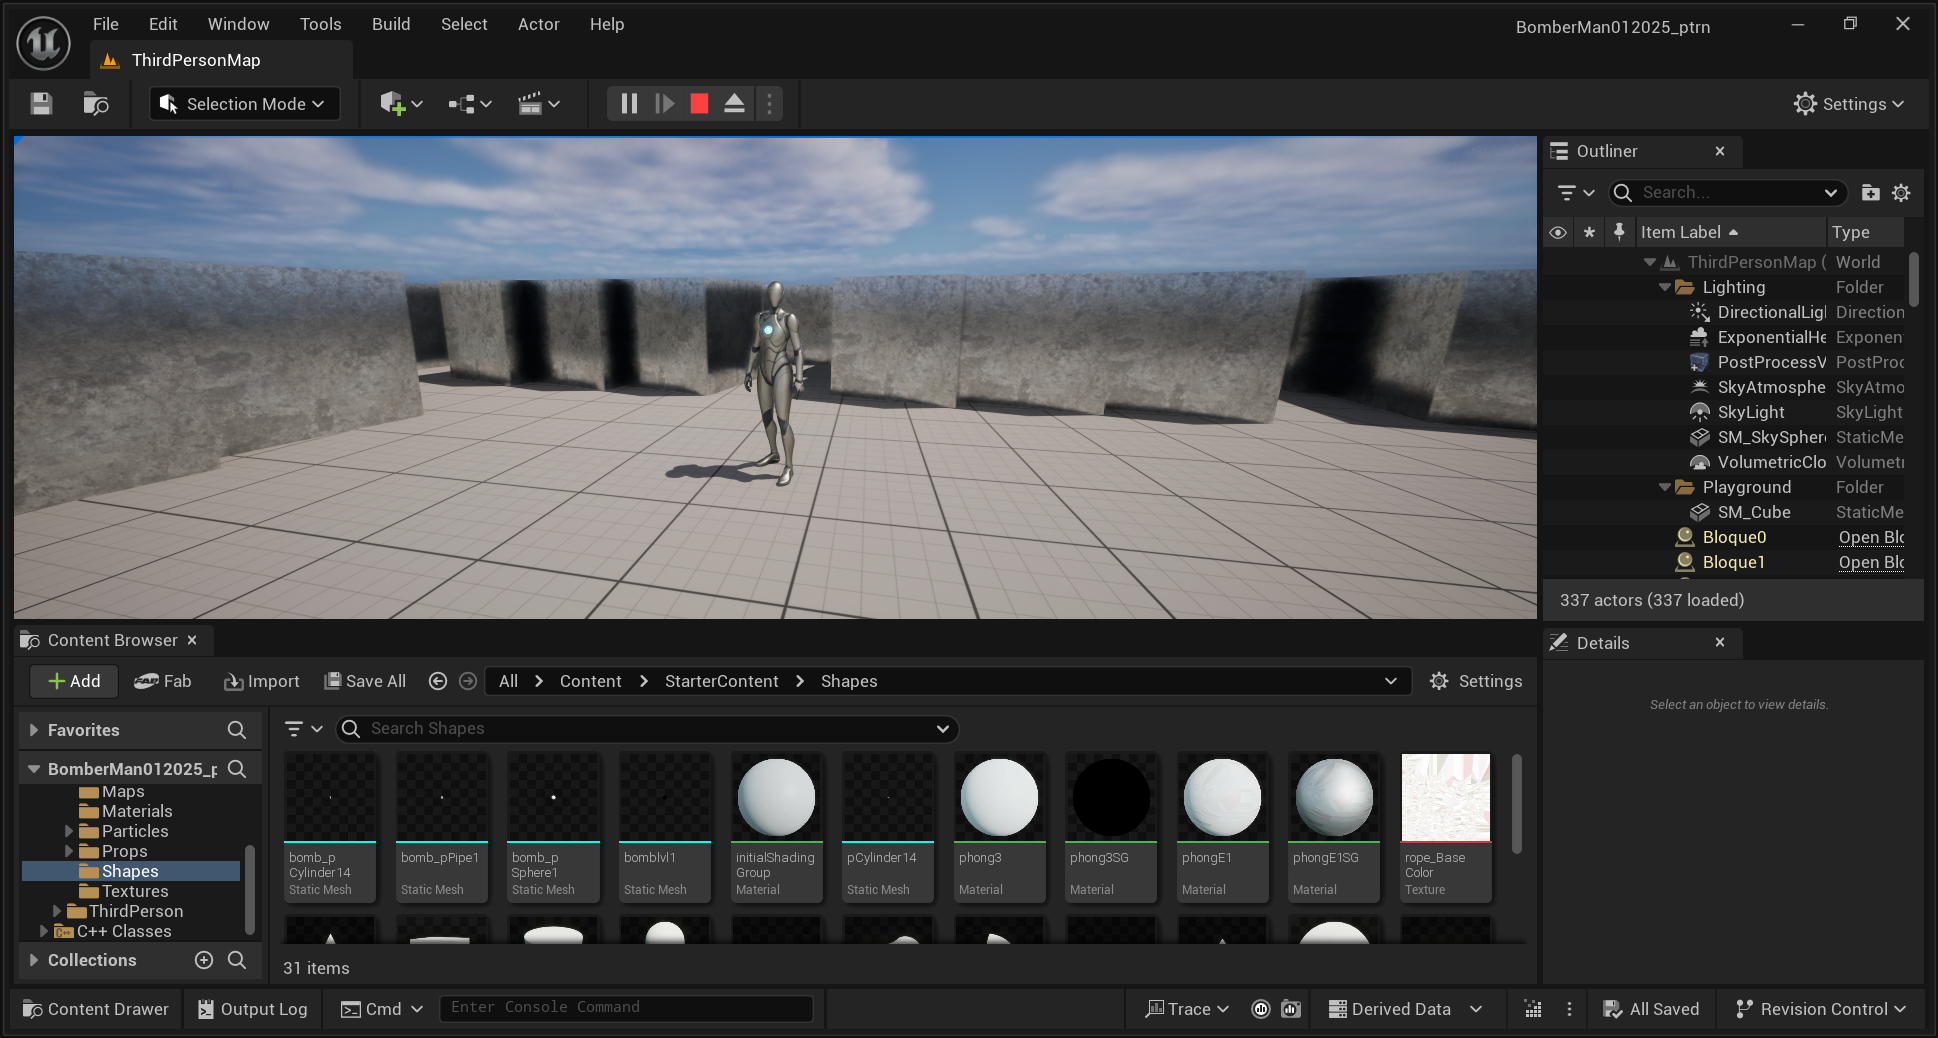 File Edit Window Tools Build Select Actor Help
BomberMan012025_ptrn
ThirdPersonMap
Selection Mode
Settings
Outliner
Search...
Item Label Type
ThirdPersonMap ( World
Lighting Folder
DirectionalLigl Direction
ExponentialHe Exponen
PostProcessV PostProc
SkyAtmosphe SkyAtmo
SkyLight SkyLight
SM_SkySpher StaticMe
VolumetricClo Volumetr
Playground Folder
SM_Cube StaticMe
Bloque0 Open Blo
Bloque1 Open Blo
337 actors (337 loaded)
Content Browser
Details
Select an object to view details.
Add Fab Import Save All All > Content > StarterContent > Shapes Settings
Favorites
Search Shapes
BomberMan012025_p
Maps
Materials
Particles
Props
Shapes
Textures
ThirdPerson
C++ Classes
Collections
bomb_p
Cylinder14
Static Mesh
bomb_pPipe1
Static Mesh
bomb_p
Sphere1
Static Mesh
bomblvl1
Static Mesh
initialShading
Group
Material
pCylinder14
Static Mesh
phong3
Material
phong3SG
Material
phongE1
Material
phongE1SG
Material
rope_Base
Color
Texture
31 items
Content Drawer Output Log Cmd Enter Console Command Trace Derived Data All Saved Revision Control